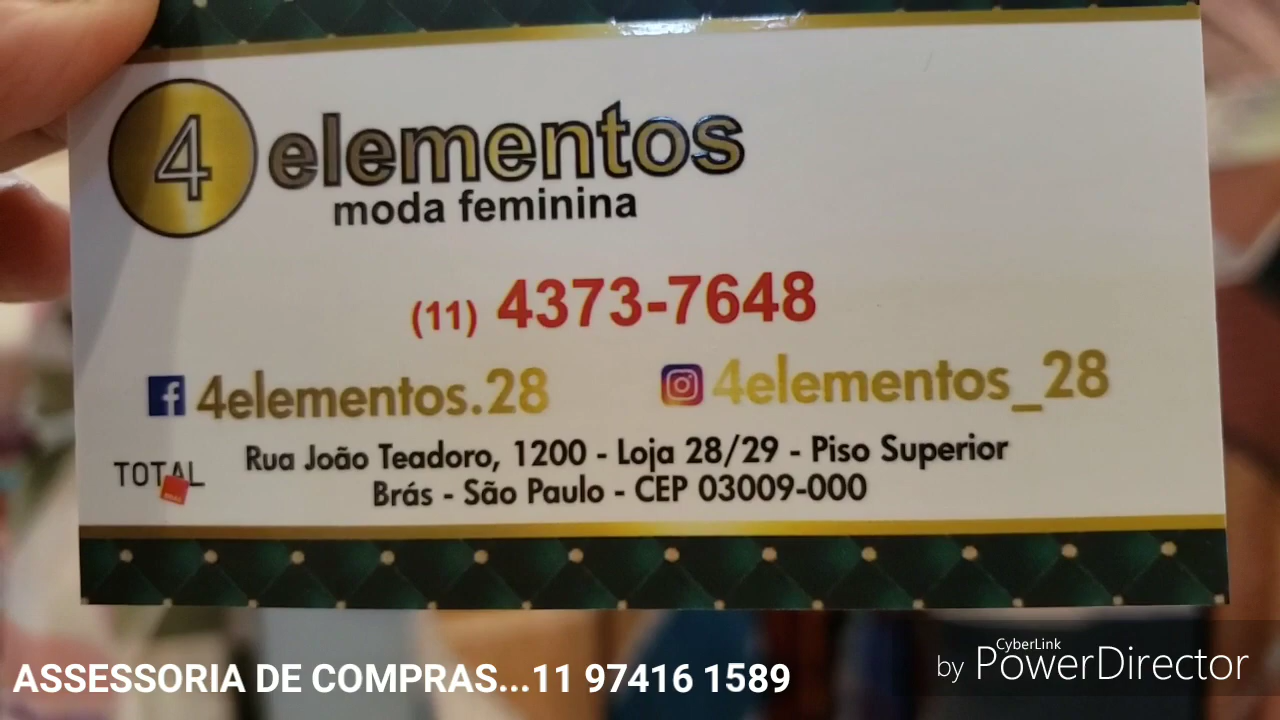 4 elementos
moda feminina
(11) 4373-7648
4elementos.28
4elementos_28
TOTAL
Rua João Teadoro, 1200 - Loja 28/29 - Piso Superior
Brás - São Paulo - CEP 03009-000
ASSESSORIA DE COMPRAS...11 97416 1589
CyberLink
by PowerDirector